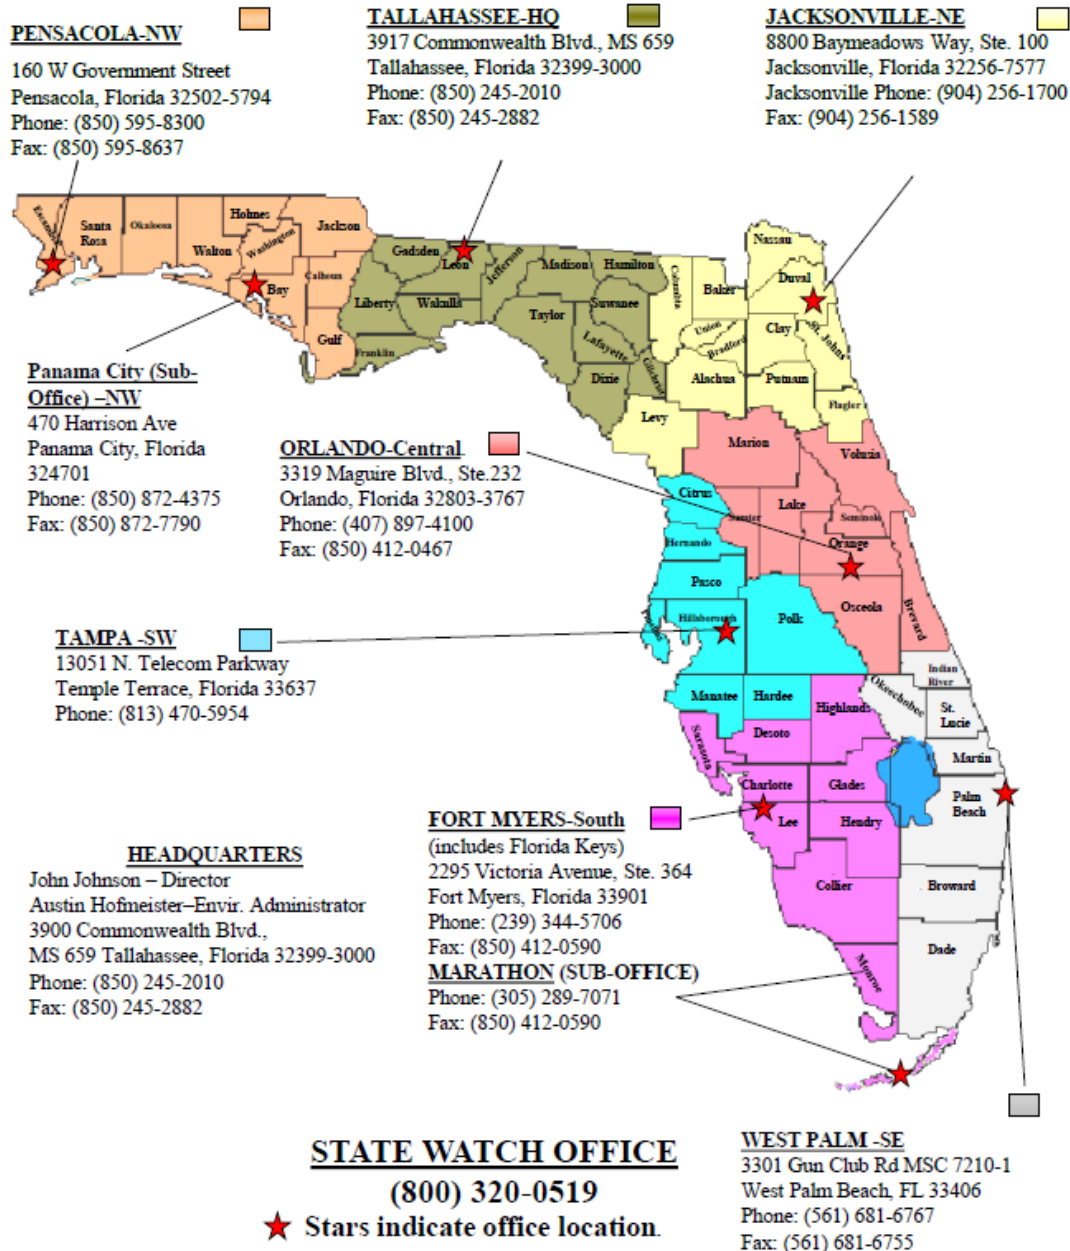 PENSACOLA-NW
160 W Government Street
Pensacola, Florida 32502-5794
Phone: (850) 595-8300
Fax: (850) 595-8637
TALLAHASSEE-HQ
3917 Commonwealth Blvd., MS 659
Tallahassee, Florida 32399-3000
Phone: (850) 245-2010
Fax: (850) 245-2882
JACKSONVILLE-NE
8800 Baymeadows Way, Ste. 100
Jacksonville, Florida 32256-7577
Jacksonville Phone: (904) 256-1700
Fax: (904) 256-1589
Escambia
Santa
Rosa
Okaloosa
Walton
Holmes
Washington
Jackson
Bay
Calhoun
Gulf
Gadsden
Leon
Jefferson
Liberty
Wakulla
Franklin
Madison
Hamilton
Taylor
Suwanee
Lafayette
Dixie
Gilchrist
Columbia
Baker
Nassau
Duval
Union
Bradford
Clay
St. Johns
Alachua
Putnam
Flagler
Levy
Panama City (Sub-
Office) –NW
470 Harrison Ave
Panama City, Florida
324701
Phone: (850) 872-4375
Fax: (850) 872-7790
ORLANDO-Central
3319 Maguire Blvd., Ste.232
Orlando, Florida 32803-3767
Phone: (407) 897-4100
Fax: (850) 412-0467
Marion
Volusia
Citrus
Sumter
Lake
Seminole
Hernando
Orange
Pasco
Osceola
Brevard
Pinellas
Hillsborough
Polk
TAMPA -SW
13051 N. Telecom Parkway
Temple Terrace, Florida 33637
Phone: (813) 470-5954
Manatee
Hardee
Highlands
Okeechobee
Indian
River
St.
Lucie
Sarasota
Desoto
Martin
Charlotte
Glades
Palm
Beach
Lee
Hendry
Collier
Broward
Dade
Monroe
FORT MYERS-South
(includes Florida Keys)
2295 Victoria Avenue, Ste. 364
Fort Myers, Florida 33901
Phone: (239) 344-5706
Fax: (850) 412-0590
MARATHON (SUB-OFFICE)
Phone: (305) 289-7071
Fax: (850) 412-0590
HEADQUARTERS
John Johnson – Director
Austin Hofmeister–Envir. Administrator
3900 Commonwealth Blvd.,
MS 659 Tallahassee, Florida 32399-3000
Phone: (850) 245-2010
Fax: (850) 245-2882
STATE WATCH OFFICE
(800) 320-0519
Stars indicate office location.
WEST PALM -SE
3301 Gun Club Rd MSC 7210-1
West Palm Beach, FL 33406
Phone: (561) 681-6767
Fax: (561) 681-6755